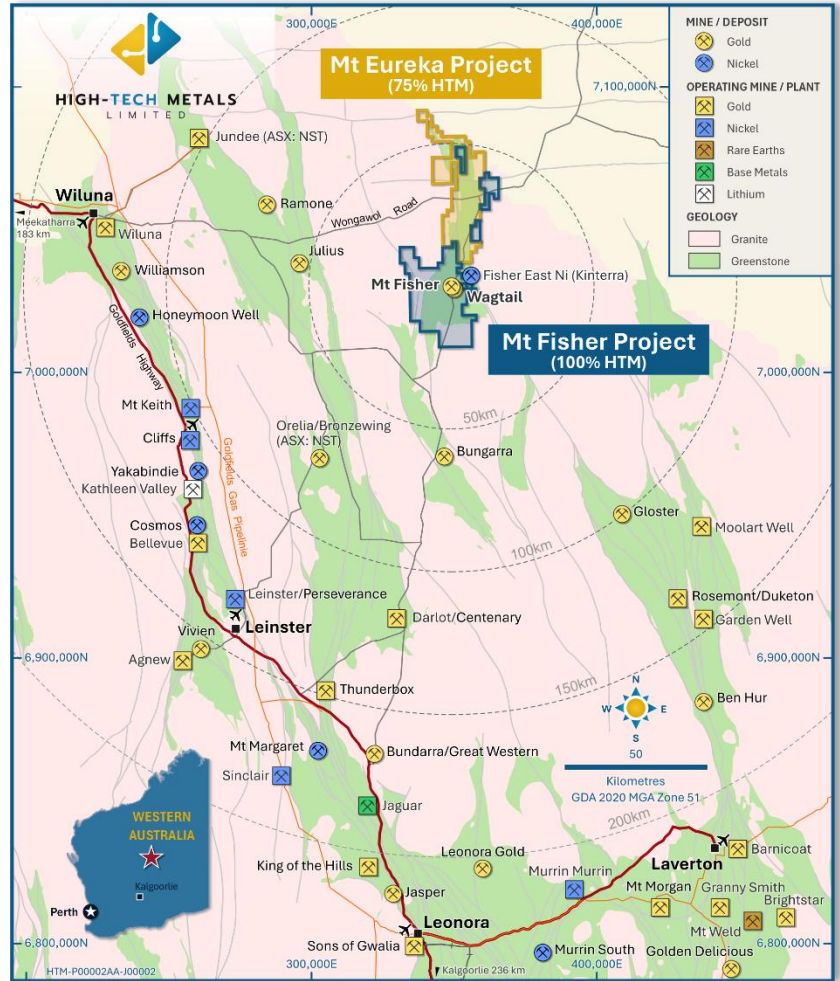 300,000E
400,000E
HIGH-TECH METALS
LIMITED
Mt Eureka Project
(75% HTM)
MINE / DEPOSIT
Gold
Nickel
OPERATING MINE / PLANT
Gold
Nickel
Rare Earths
Base Metals
Lithium
GEOLOGY
Granite
Greenstone
7,100,000N
Jundee (ASX: NST)
Wiluna
Meekatharra
183 km
Wiluna
Ramone
Wongawol Road
Julius
Williamson
Fisher East Ni (Kinterra)
Mt Fisher
Wagtail
Honeymoon Well
Goldfields Highway
Mt Fisher Project
(100% HTM)
7,000,000N
7,000,000N
Mt Keith
Cliffs
50km
Orelia/Bronzewing
(ASX: NST)
Bungarra
Yakabindie
Kathleen Valley
Goldfields Gas Pipelinie
Cosmos
Bellevue
Gloster
Moolart Well
100km
Leinster/Perseverance
Rosemont/Duketon
Darlot/Centenary
Garden Well
Leinster
Vivien
Agnew
6,900,000N
6,900,000N
150km
Thunderbox
N
W E
S
Ben Hur
Mt Margaret
Bundarra/Great Western
50
Kilometres
GDA 2020 MGA Zone 51
Sinclair
Jaguar
200km
WESTERN
AUSTRALIA
Kalgoorlie
Perth
King of the Hills
Leonora Gold
Laverton
Barnicoat
Murrin Murrin
Jasper
Mt Morgan
Granny Smith
Brightstar
Mt Weld
Leonora
Sons of Gwalia
6,800,000N
6,800,000N
Murrin South
Golden Delicious
HTM-P00002AA-J00002
300,000E
Kalgoorlie 236 km
400,000E